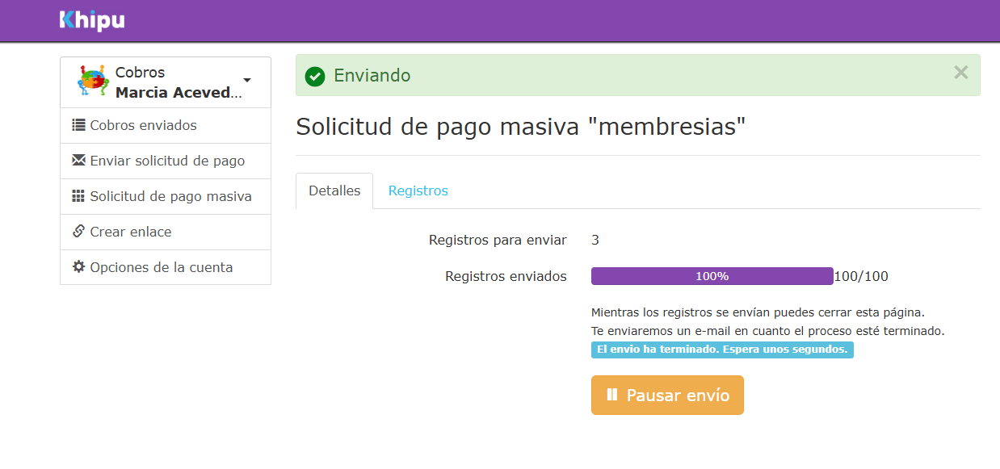 Khipu
Cobros
Marcia Aceved...
Cobros enviados
Enviar solicitud de pago
Solicitud de pago masiva
Crear enlace
Opciones de la cuenta
Enviando
×
Solicitud de pago masiva "membresias"
Detalles Registros
Registros para enviar 3
Registros enviados 100% 100/100
Mientras los registros se envían puedes cerrar esta página.
Te enviaremos un e-mail en cuanto el proceso esté terminado.
El envio ha terminado. Espera unos segundos.
Pausar envío